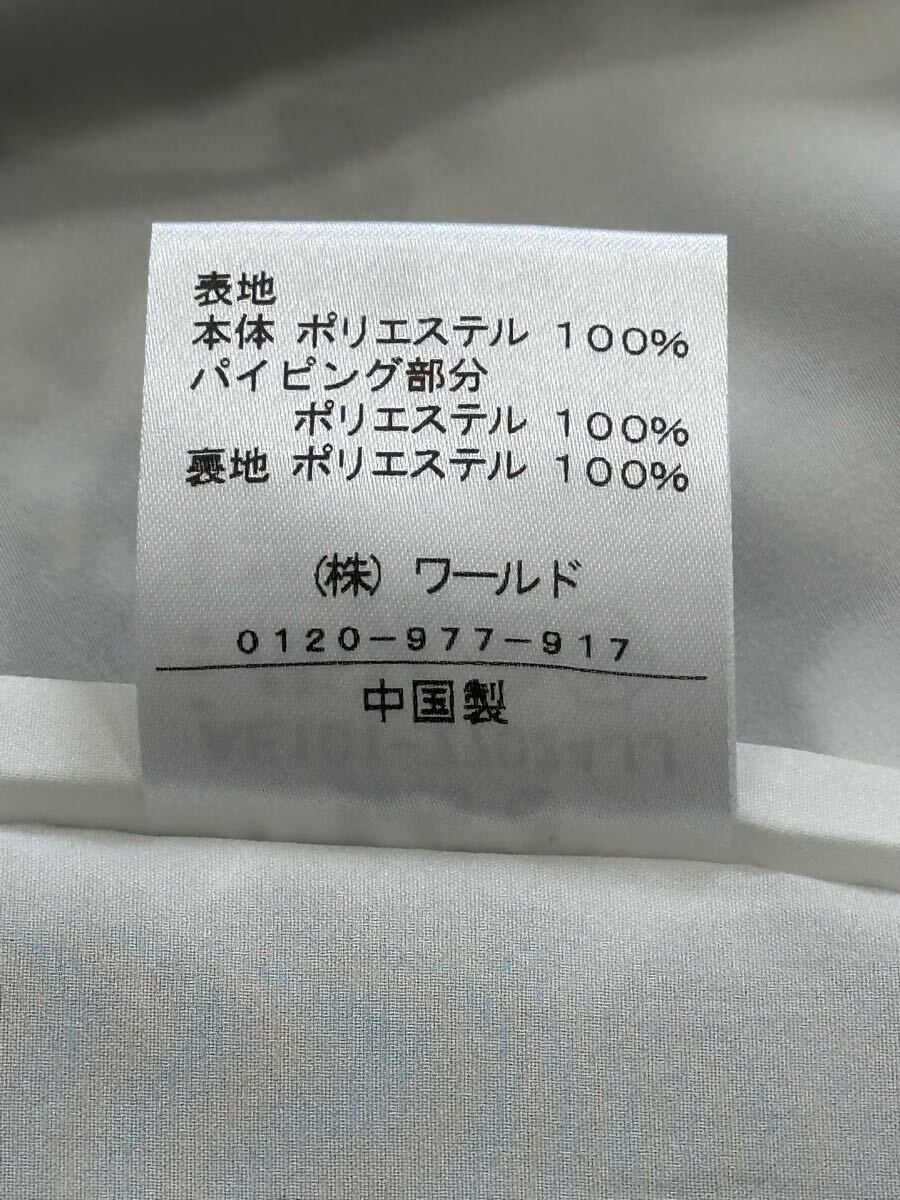 表地
本体 ポリエステル 100%
パイピング部分
ポリエステル 100%
裏地 ポリエステル 100%
(株) ワールド
0120-977-917
中国製